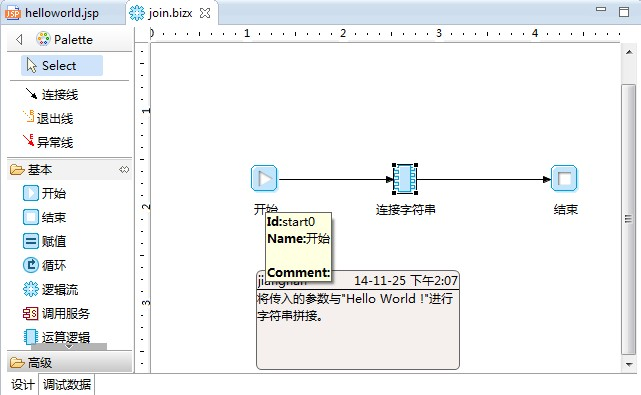 helloworld.jsp
join.bizx
Palette
Select
连接线
退出线
异常线
基本
开始
结束
赋值
循环
逻辑流
调用服务
运算逻辑
高级
设计
调试数据
0 1 2 3 4
1
2
3
开始
连接字符串
结束
Id:start0
Name:开始
Comment:
14-11-25 下午2:07
将传入的参数与"Hello World !"进行
字符串拼接。